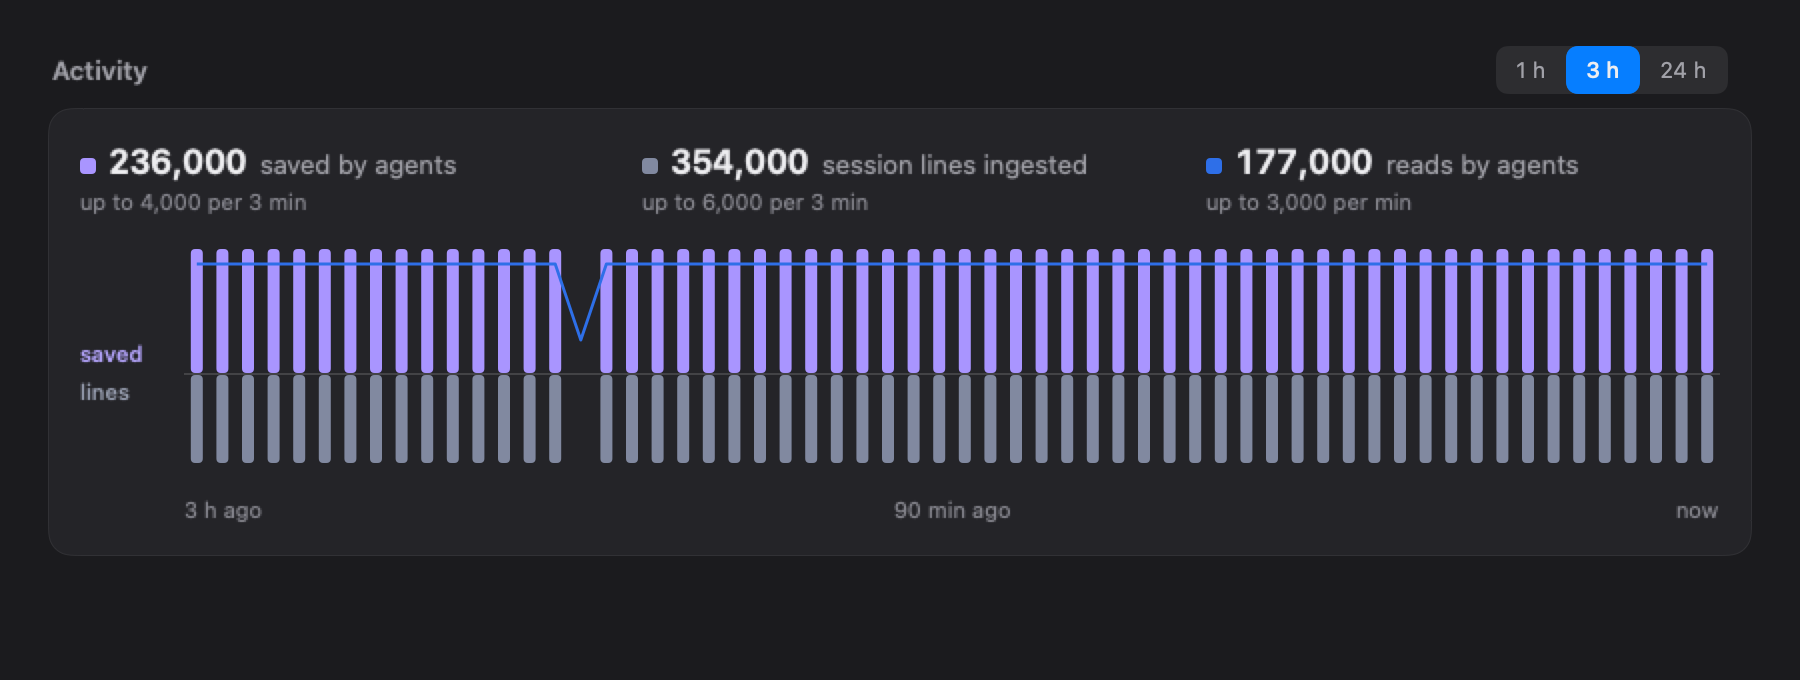 Activity
1 h 3 h 24 h
236,000 saved by agents
up to 4,000 per 3 min
354,000 session lines ingested
up to 6,000 per 3 min
177,000 reads by agents
up to 3,000 per min
saved
lines
3 h ago 90 min ago now